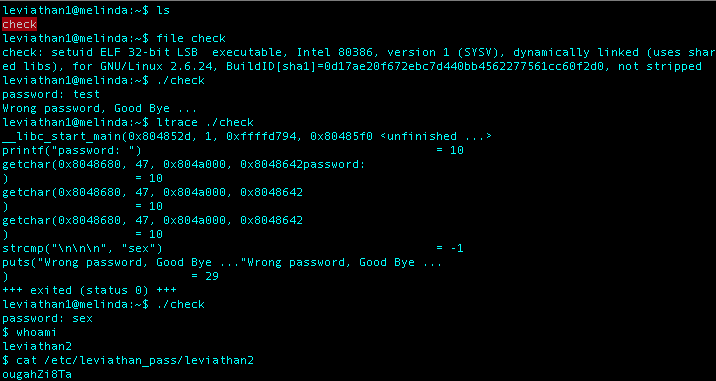 leviathan1@melinda:~$ ls
check
leviathan1@melinda:~$ file check
check: setuid ELF 32-bit LSB  executable, Intel 80386, version 1 (SYSV), dynamically linked (uses shar
ed libs), for GNU/Linux 2.6.24, BuildID[sha1]=0d17ae20f672ebc7d440bb4562277561cc60f2d0, not stripped
leviathan1@melinda:~$ ./check
password: test
Wrong password, Good Bye ...
leviathan1@melinda:~$ ltrace ./check
__libc_start_main(0x804852d, 1, 0xffffd794, 0x80485f0 <unfinished ...>
printf("password: ")                                       = 10
getchar(0x8048680, 47, 0x804a000, 0x8048642password:
)                 = 10
getchar(0x8048680, 47, 0x804a000, 0x8048642
)                 = 10
getchar(0x8048680, 47, 0x804a000, 0x8048642
)                 = 10
strcmp("\n\n\n", "sex")                                    = -1
puts("Wrong password, Good Bye ..."Wrong password, Good Bye ...
)                         = 29
+++ exited (status 0) +++
leviathan1@melinda:~$ ./check
password: sex
$ whoami
leviathan2
$ cat /etc/leviathan_pass/leviathan2
ougahZi8Ta